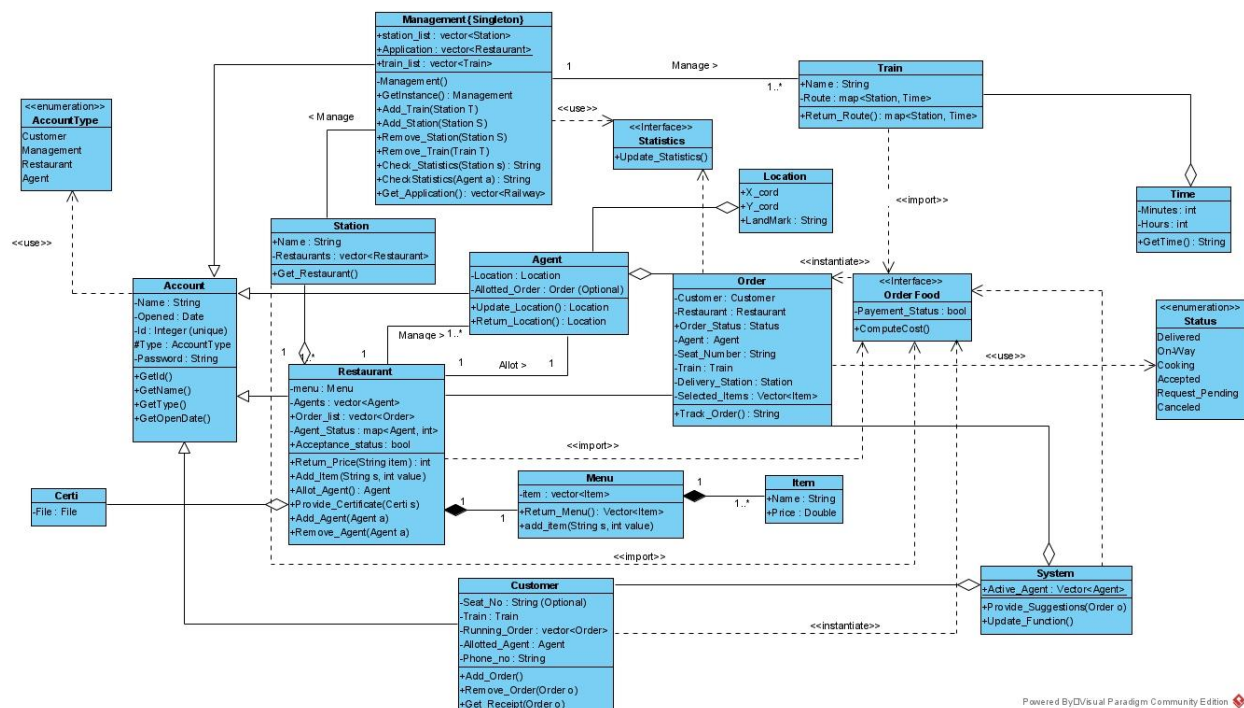 Management{Singleton}
+station_list : vector<Station>
+Application : vector<Restaurant>
+train_list : vector<Train>
-Management()
+GetInstance() : Management
+Add_Train(Station T)
+Add_Station(Station S)
+Remove_Station(Station S)
+Remove_Train(Train T)
+Check_Statistics(Station s) : String
+CheckStatistics(Agent a) : String
+Get_Application() : vector<Railway>
1
Manage >
1..*
Train
+Name : String
-Route : map<Station, Time>
+Return_Route() : map<Station, Time>
<<enumeration>>
AccountType
Customer
Management
Restaurant
Agent
< Manage
<<use>>
<<Interface>>
Statistics
+Update_Statistics()
Location
+X_cord
+Y_cord
+LandMark : String
<<import>>
Time
-Minutes : int
-Hours : int
+GetTime() : String
<<use>>
Station
+Name : String
-Restaurants : vector<Restaurant>
+Get_Restaurant()
Agent
-Location : Location
-Allotted_Order : Order (Optional)
+Update_Location() : Location
+Return_Location() : Location
<<instantiate>>
Account
-Name : String
-Opened : Date
-Id : Integer (unique)
#Type : AccountType
-Password : String
+GetId()
+GetName()
+GetType()
+GetOpenDate()
Order
-Customer : Customer
-Restaurant : Restaurant
+Order_Status : Status
-Agent : Agent
-Seat_Number : String
-Train : Train
-Delivery_Station : Station
-Selected_Items : Vector<Item>
+Track_Order() : String
<<Interface>>
Order Food
-Payement_Status : bool
+ComputeCost()
<<enumeration>>
Status
Delivered
On-Way
Cooking
Accepted
Request_Pending
Canceled
<<use>>
Manage >
1..*
1
1..*
1
1
Allot >
1
Restaurant
-menu : Menu
-Agents : vector<Agent>
+Order_list : vector<Order>
-Agent_Status : map<Agent, int>
+Acceptance_status : bool
+Return_Price(String item) : int
+Add_Item(String s, int value)
+Allot_Agent() : Agent
+Provide_Certificate(Certi s)
+Add_Agent(Agent a)
+Remove_Agent(Agent a)
<<import>>
Certi
-File : File
1
1
Menu
-item : vector<Item>
+Return_Menu() : Vector<Item>
+add_item(String s, int value)
1
1..*
Item
+Name : String
+Price : Double
<<import>>
Customer
-Seat_No : String (Optional)
-Train : Train
-Running_Order : vector<Order>
-Allotted_Agent : Agent
-Phone_no : String
+Add_Order()
+Remove_Order(Order o)
+Get_Receipt(Order o)
<<instantiate>>
System
+Active_Agent : Vector<Agent>
+Provide_Suggestions(Order o)
+Update_Function()
Powered By Visual Paradigm Community Edition